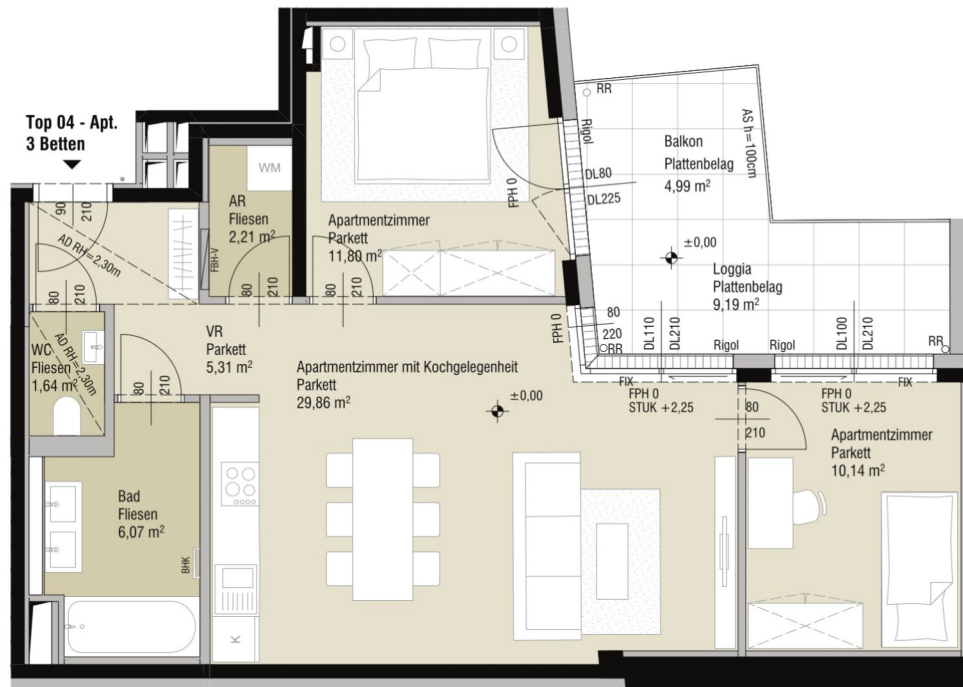 Top 04 - Apt.
3 Betten
90
210
AD RH=2,30m
80
210
WC
Fliesen
1,64 m²
AD RH=2,30m
AR
Fliesen
2,21 m²
WM
FBH-V
80
210
80
210
Apartmentzimmer
Parkett
11,80 m²
FPH 0
DL80
DL225
Rigol
RR
Balkon
Plattenbelag
4,99 m²
AS h=100cm
±0,00
Loggia
Plattenbelag
9,19 m²
FPH 0
80
220
RR
DL110
DL210
Rigol
Rigol
DL100
DL210
RR
FIX
FPH 0
STUK +2,25
FPH 0
STUK +2,25
FIX
VR
Parkett
5,31 m²
80
210
Apartmentzimmer mit Kochgelegenheit
Parkett
29,86 m²
±0,00
80
210
Apartmentzimmer
Parkett
10,14 m²
Bad
Fliesen
6,07 m²
BHK
K